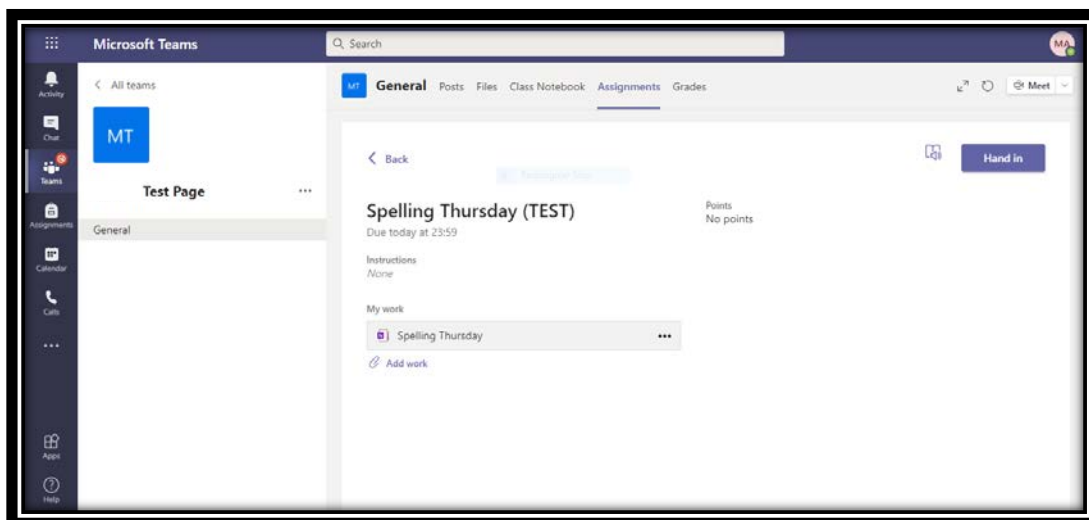 Microsoft Teams
Search
MA
Activity
Chat
Teams
Assignments
Calendar
Calls
Apps
Help
All teams
MT
Test Page
General
MT General Posts Files Class Notebook Assignments Grades
Meet
Back
Hand in
Spelling Thursday (TEST)
Due today at 23:59
Points
No points
Instructions
None
My work
Spelling Thursday
Add work